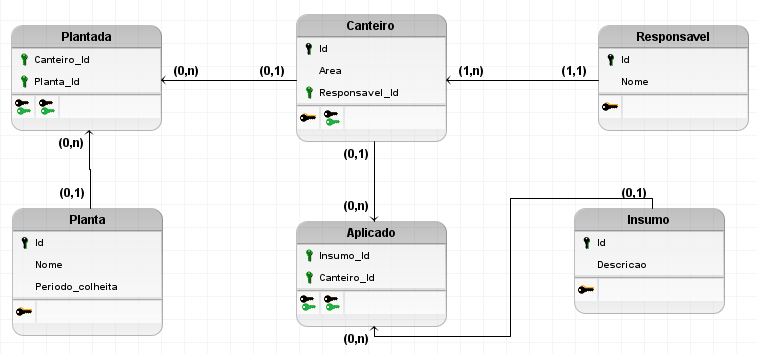 Plantada
Canteiro_Id
Planta_Id
(0,n)
(0,1)
Canteiro
Id
Area
Responsavel_Id
(1,n)
(1,1)
Responsavel
Id
Nome
(0,n)
(0,1)
Planta
Id
Nome
Periodo_colheita
(0,1)
(0,n)
Aplicado
Insumo_Id
Canteiro_Id
(0,n)
(0,1)
Insumo
Id
Descricao